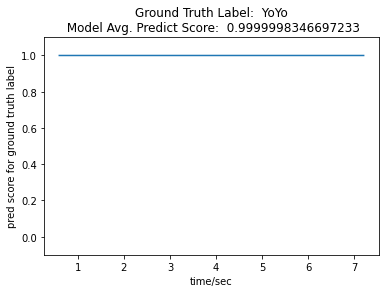 Ground Truth Label:  YoYo
Model Avg. Predict Score:  0.9999998346697233
pred score for ground truth label
1.0
0.8
0.6
0.4
0.2
0.0
1 2 3 4 5 6 7
time/sec